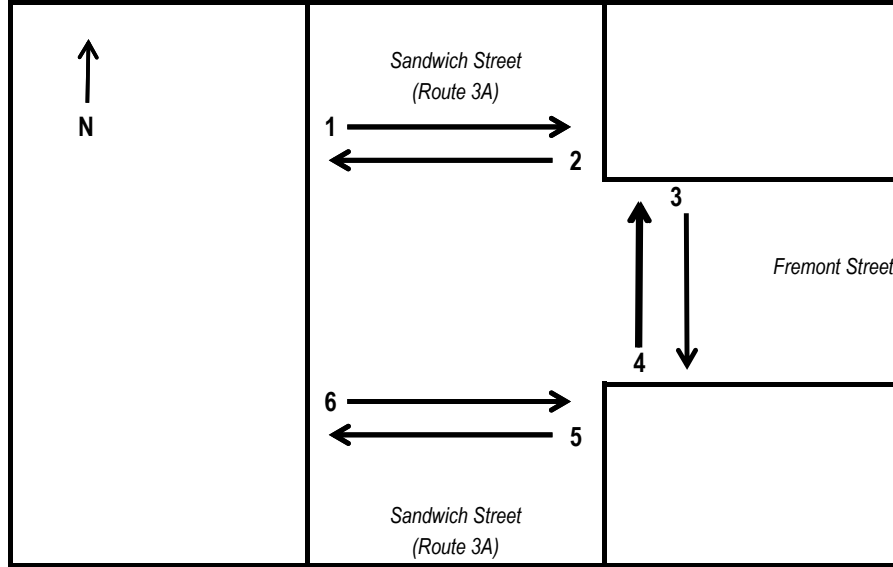 Sandwich Street
(Route 3A)
N
1
2
3
Fremont Street
4
6
5
Sandwich Street
(Route 3A)